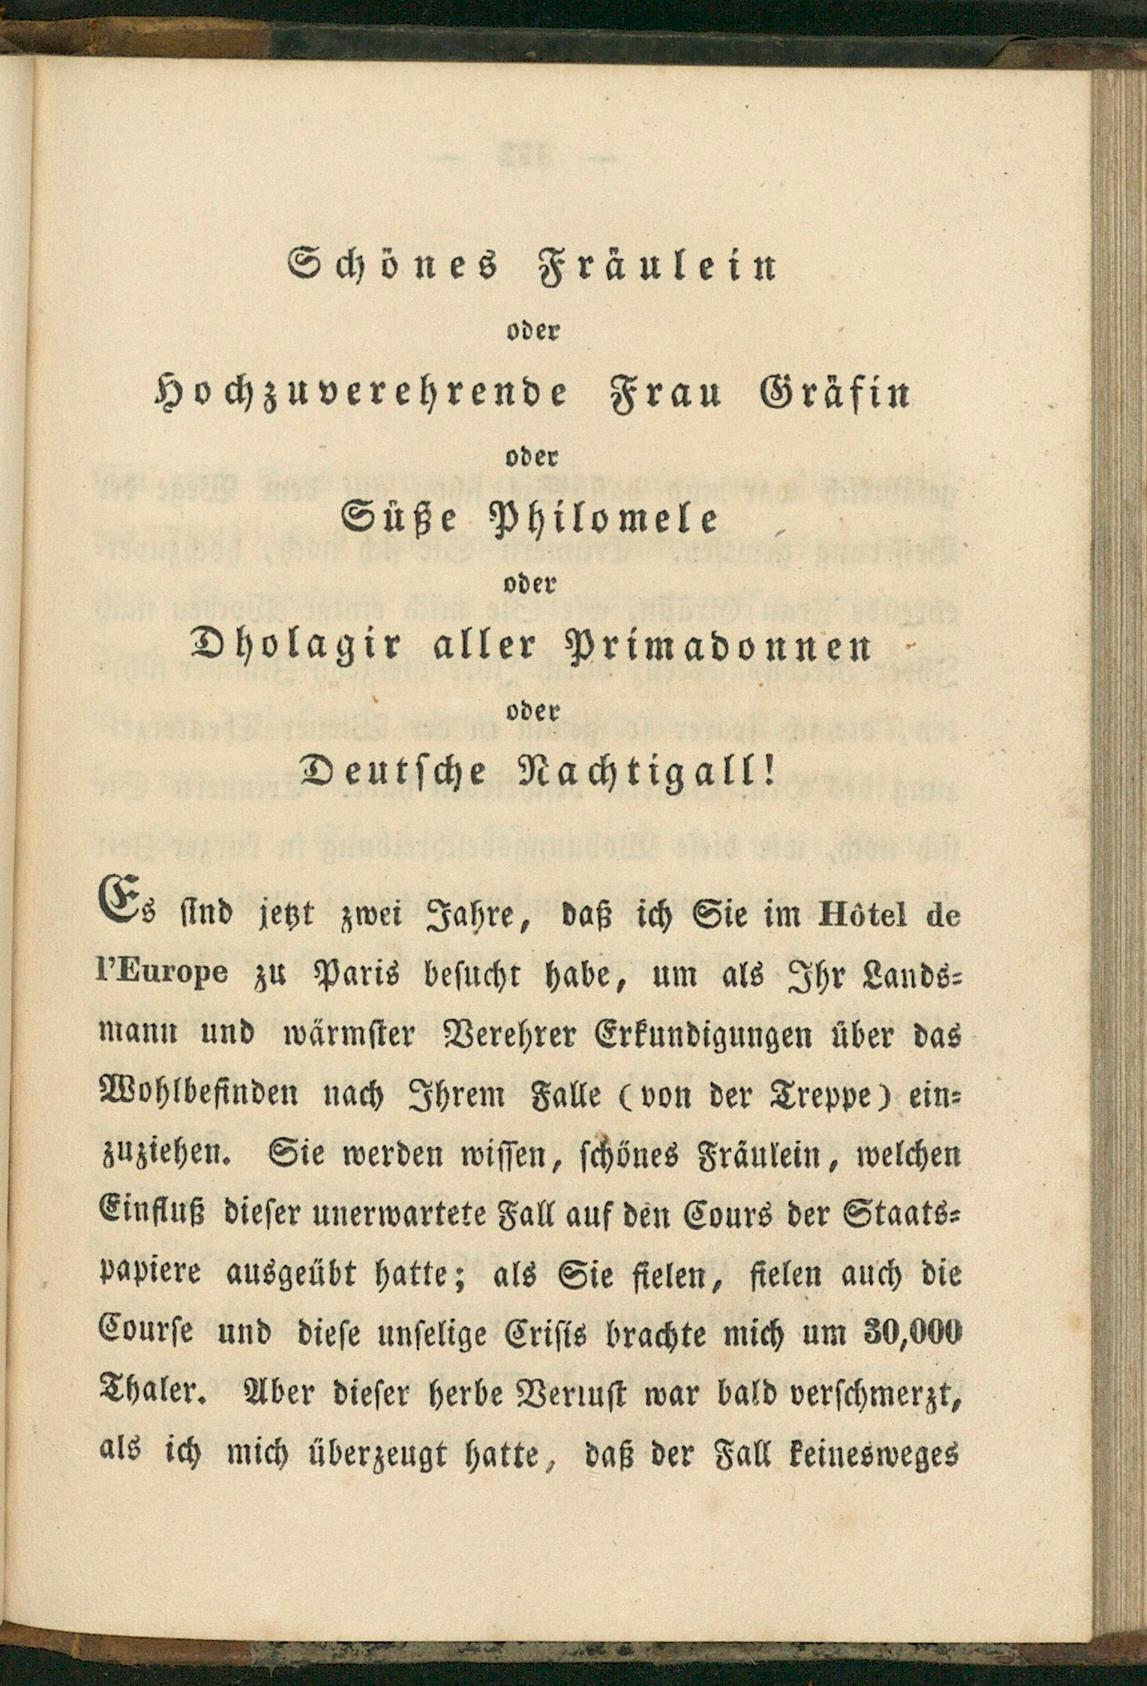 Schönes Fräulein
oder
Hochzuverehrende Frau Gräfin
oder
Süße Philomele
oder
Dholagir aller Primadonnen
oder
Deutsche Nachtigall!
Es sind jetzt zwei Jahre, daß ich Sie im Hôtel de
l'Europe zu Paris besucht habe, um als Ihr Lands-
mann und wärmster Verehrer Erkundigungen über das
Wohlbefinden nach Ihrem Falle (von der Treppe) ein-
zuziehen. Sie werden wissen, schönes Fräulein, welchen
Einfluß dieser unerwartete Fall auf den Cours der Staats-
papiere ausgeübt hatte; als Sie fielen, fielen auch die
Course und diese unselige Crisis brachte mich um 30,000
Thaler. Aber dieser herbe Verlust war bald verschmerzt,
als ich mich überzeugt hatte, daß der Fall keinesweges